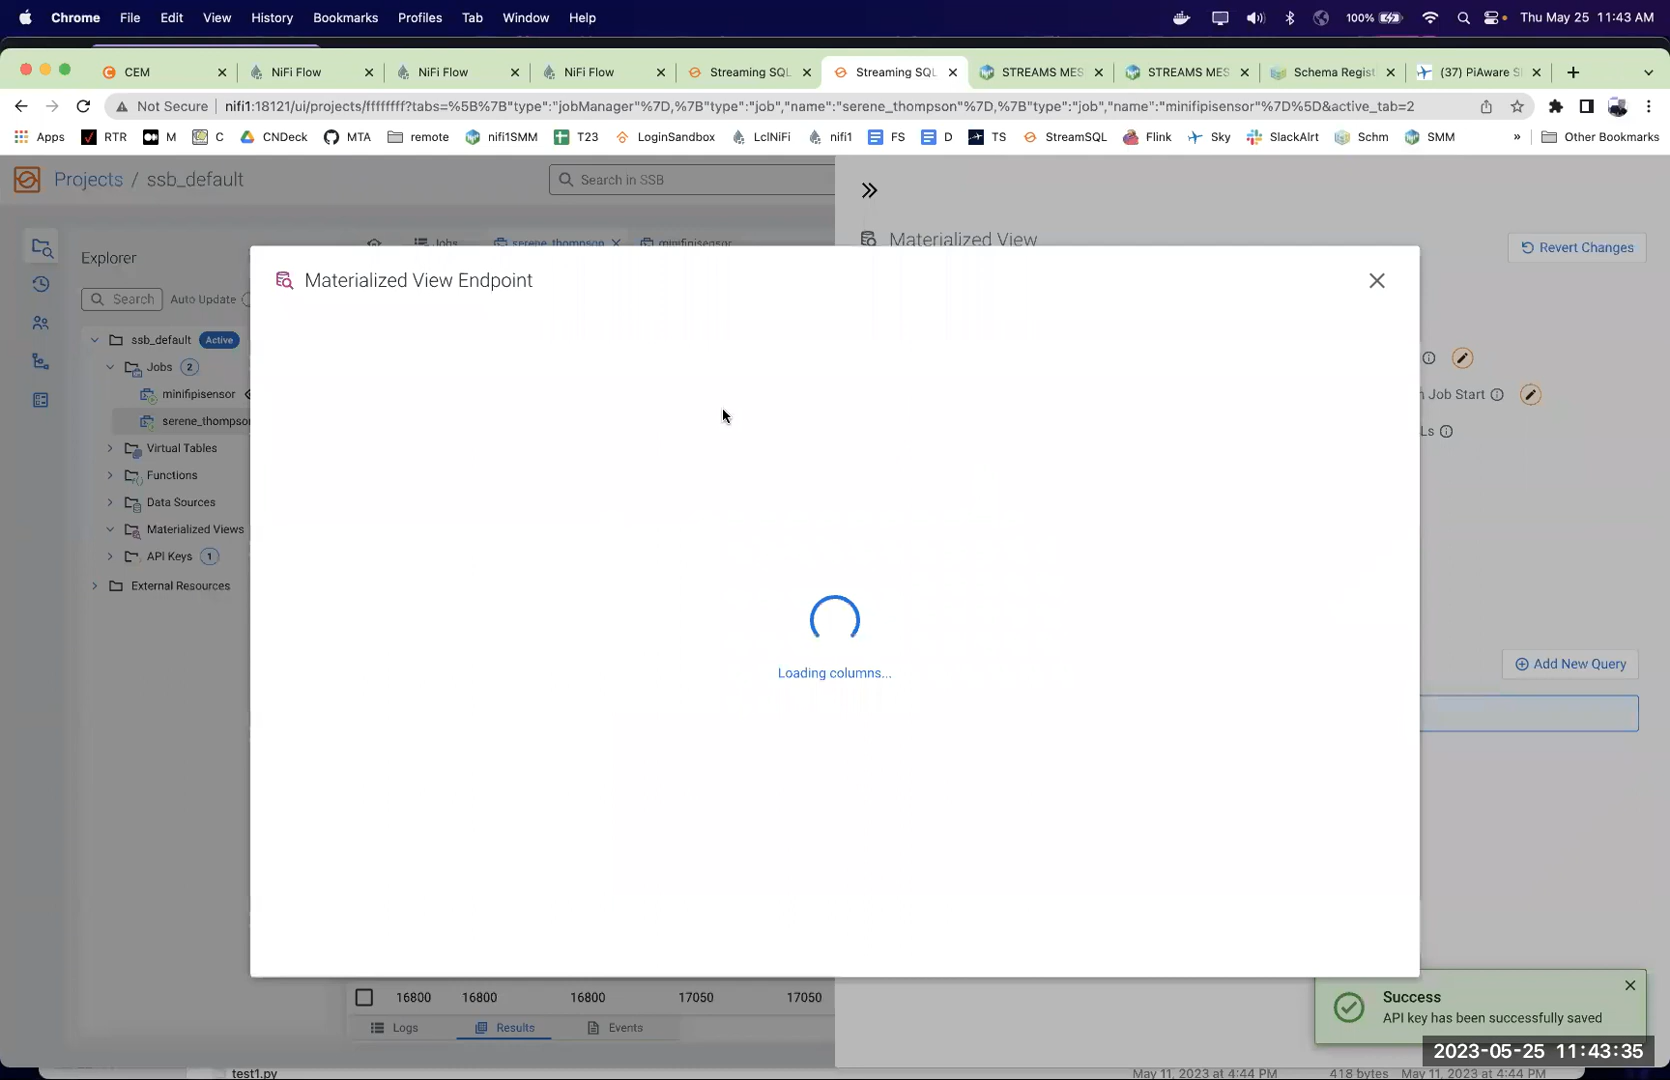 Chrome File Edit View History Bookmarks Profiles Tab Window Help 100% Thu May 25 11:43 AM
CEM NiFi Flow NiFi Flow NiFi Flow Streaming SQL Streaming SQL STREAMS MES STREAMS MES Schema Regist (37) PiAware S
Not Secure nifi1:18121/ui/projects/ffffffff?tabs=%5B%7B"type":"jobManager"%7D,%7B"type":"job","name":"serene_thompson"%7D,%7B"type":"job","name":"minifipisensor"%7D%5D&active_tab=2
Apps RTR M C CNDeck MTA remote nifi1SMM T23 LoginSandbox LclNiFi nifi1 FS D TS StreamSQL Flink Sky SlackAlrt Schm SMM » Other Bookmarks
Projects / ssb_default Search in SSB
Materialized View Revert Changes
Jobs serene_thompson minifipisensor
Explorer
Materialized View Endpoint
Search Auto Update
ssb_default Active
Jobs 2
minifipisensor
n Job Start
serene_thompson
Ls
Virtual Tables
Functions
Data Sources
Materialized Views
API Keys 1
External Resources
Add New Query
Loading columns...
16800 16800 16800 17050 17050
Logs Results Events
Success
API key has been successfully saved
2023-05-25 11:43:35
test1.py May 11, 2023 at 4:44 PM 418 bytes May 11, 2023 at 4:44 PM